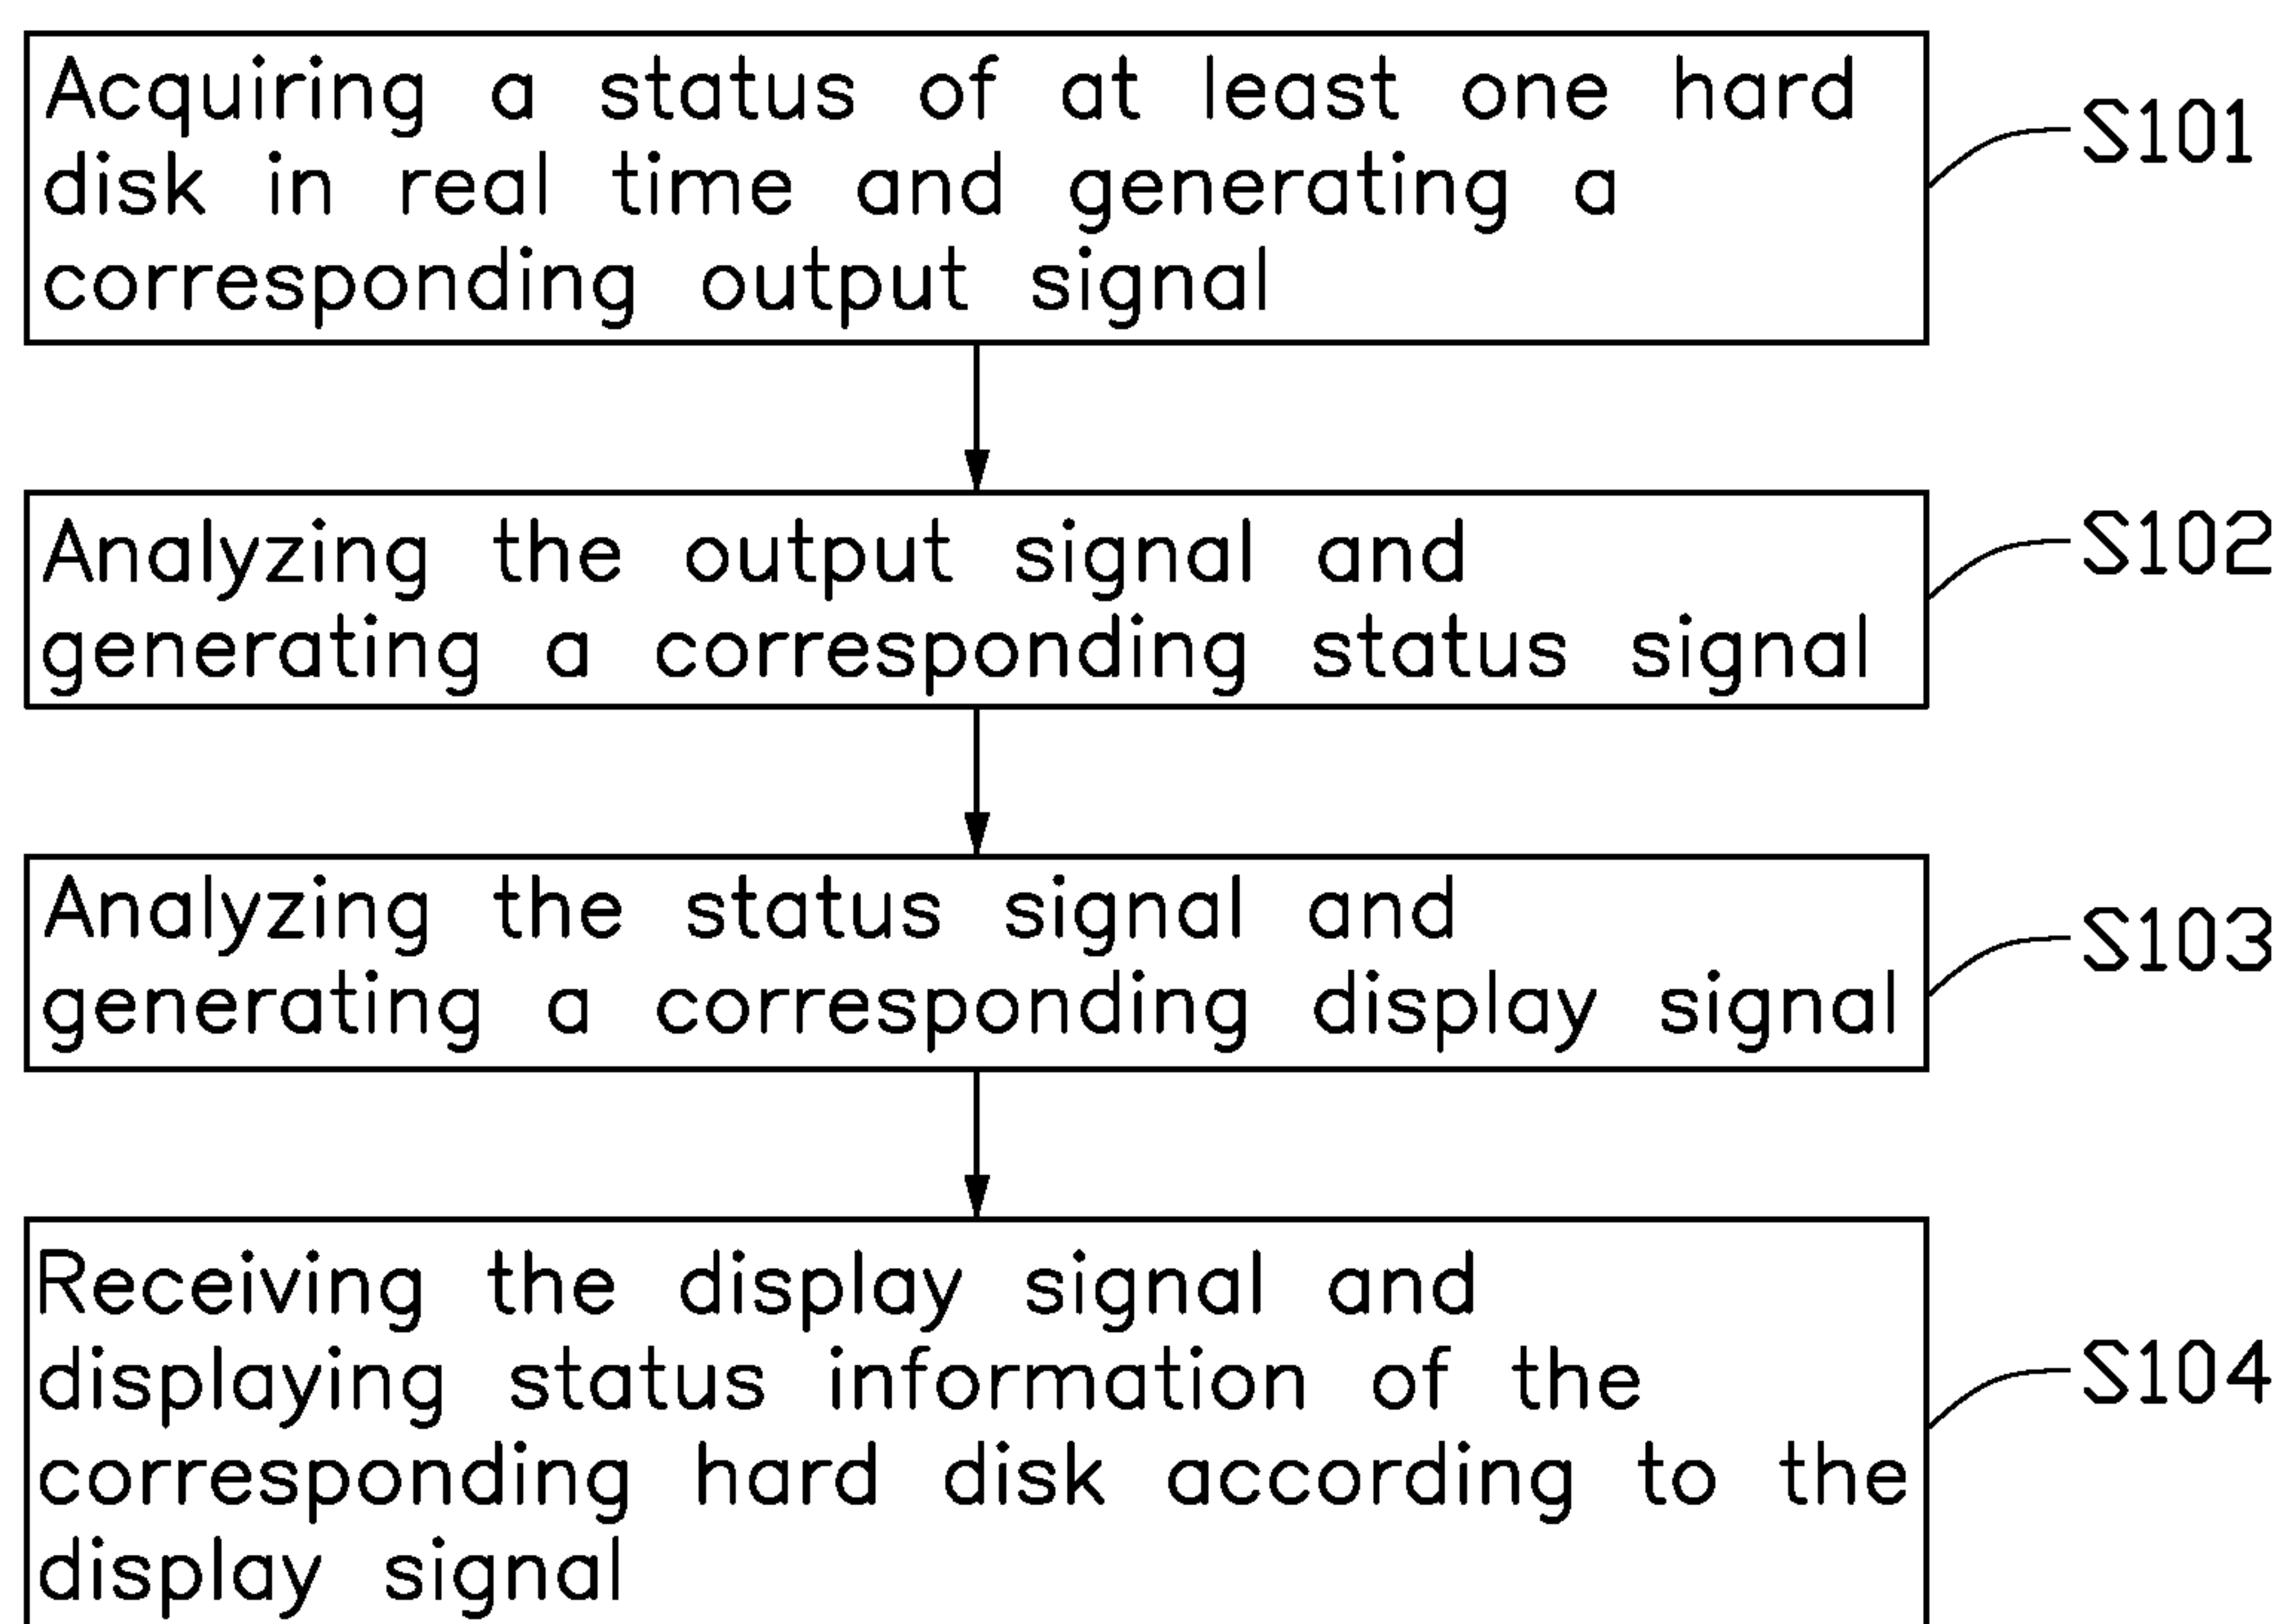 Acquiring a status of at least one hard
disk in real time and generating a
corresponding output signal
S101
Analyzing the output signal and
generating a corresponding status signal
S102
Analyzing the status signal and
generating a corresponding display signal
S103
Receiving the display signal and
displaying status information of the
corresponding hard disk according to the
display signal
S104